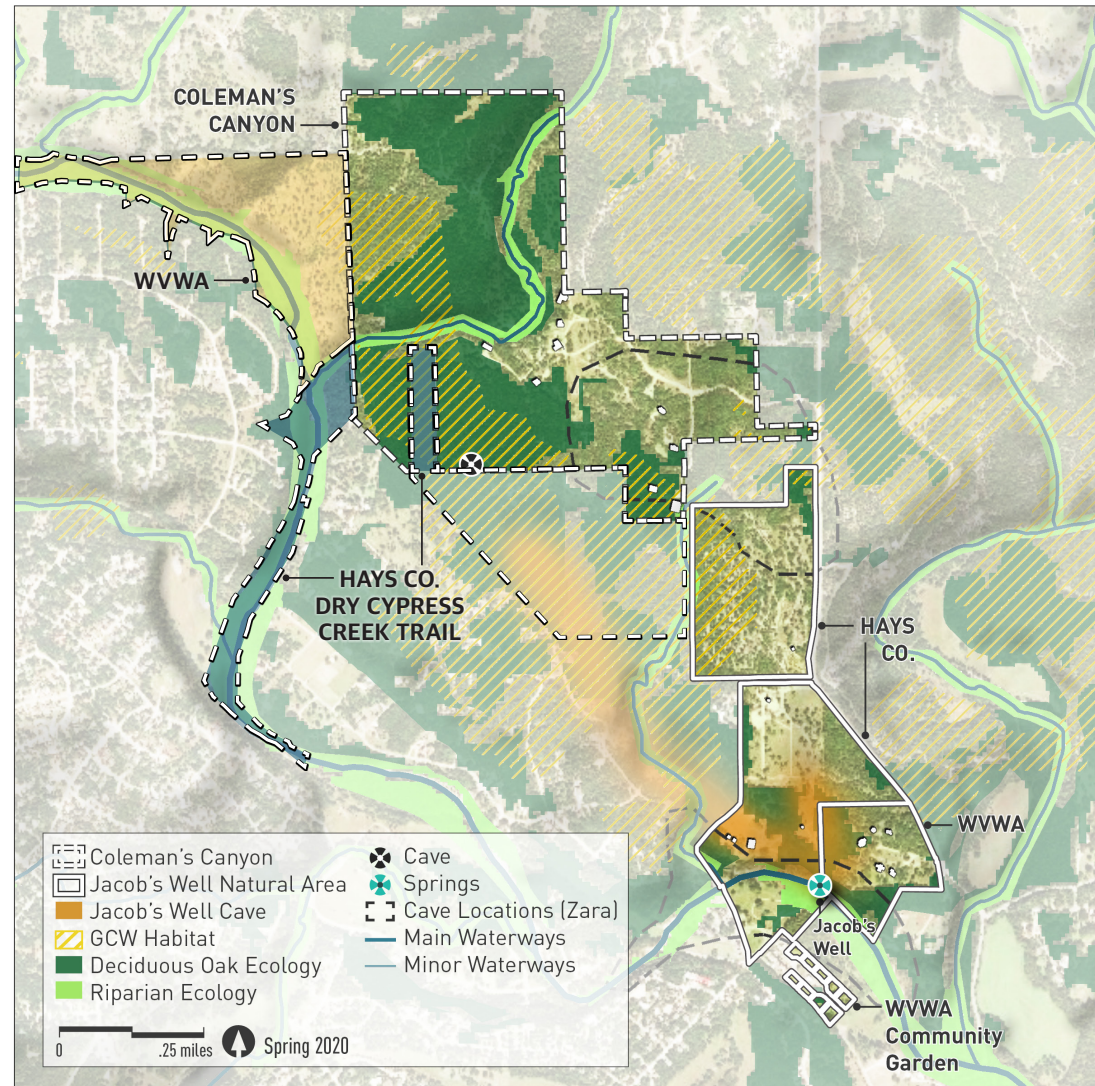 COLEMAN'S
CANYON
WVWA
HAYS CO.
DRY CYPRESS
CREEK TRAIL
HAYS
CO.
WVWA
Jacob's
Well
WVWA
Community
Garden
Coleman's Canyon
Jacob's Well Natural Area
Jacob's Well Cave
GCW Habitat
Deciduous Oak Ecology
Riparian Ecology
Cave
Springs
Cave Locations (Zara)
Main Waterways
Minor Waterways
0 .25 miles
Spring 2020